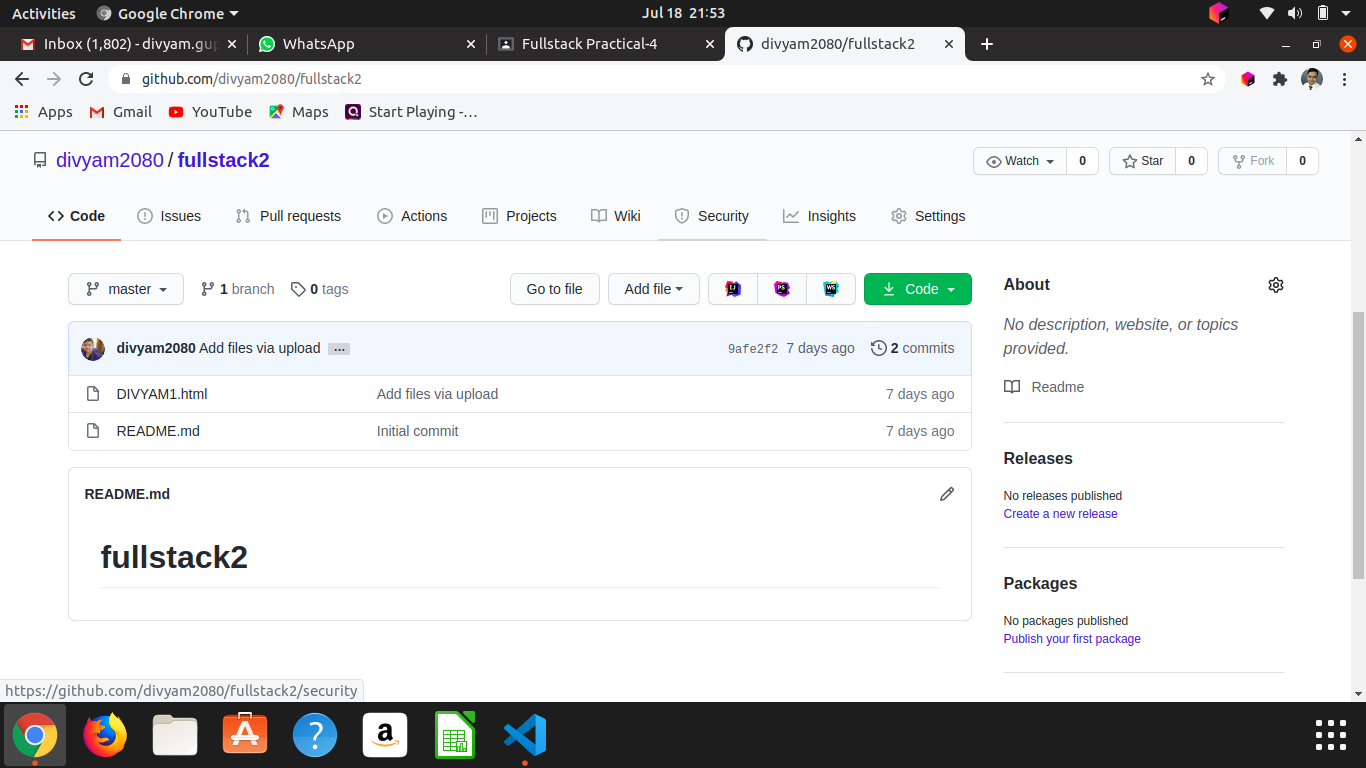 Activities Google Chrome Jul 18 21:53
Inbox (1,802) - divyam.gup WhatsApp Fullstack Practical-4 divyam2080/fullstack2
github.com/divyam2080/fullstack2
Apps Gmail YouTube Maps Start Playing -...
divyam2080 / fullstack2 Watch 0 Star 0 Fork 0
Code Issues Pull requests Actions Projects Wiki Security Insights Settings
master 1 branch 0 tags Go to file Add file IJ PS WS Code
divyam2080 Add files via upload ... 9afe2f2 7 days ago 2 commits
DIVYAM1.html Add files via upload 7 days ago
README.md Initial commit 7 days ago
README.md
fullstack2
About
No description, website, or topics
provided.
Readme
Releases
No releases published
Create a new release
Packages
No packages published
Publish your first package
https://github.com/divyam2080/fullstack2/security